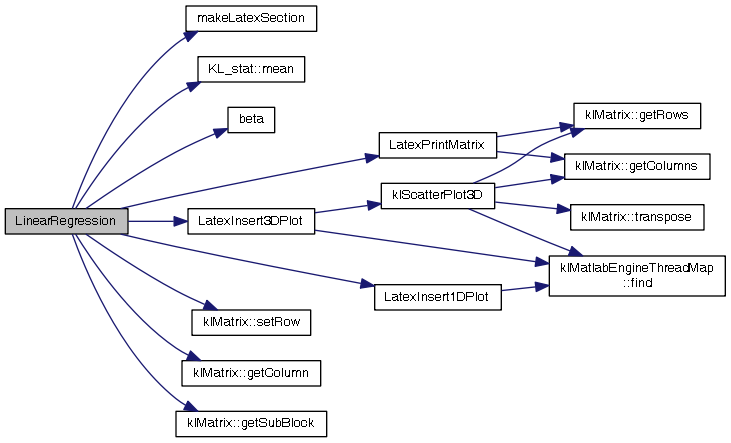 makeLatexSection
KL_stat::mean
beta
klMatrix::getRows
LatexPrintMatrix
klMatrix::getColumns
klScatterPlot3D
LinearRegression
LatexInsert3DPlot
klMatrix::transpose
klMatlabEngineThreadMap
::find
LatexInsert1DPlot
klMatrix::setRow
klMatrix::getColumn
klMatrix::getSubBlock